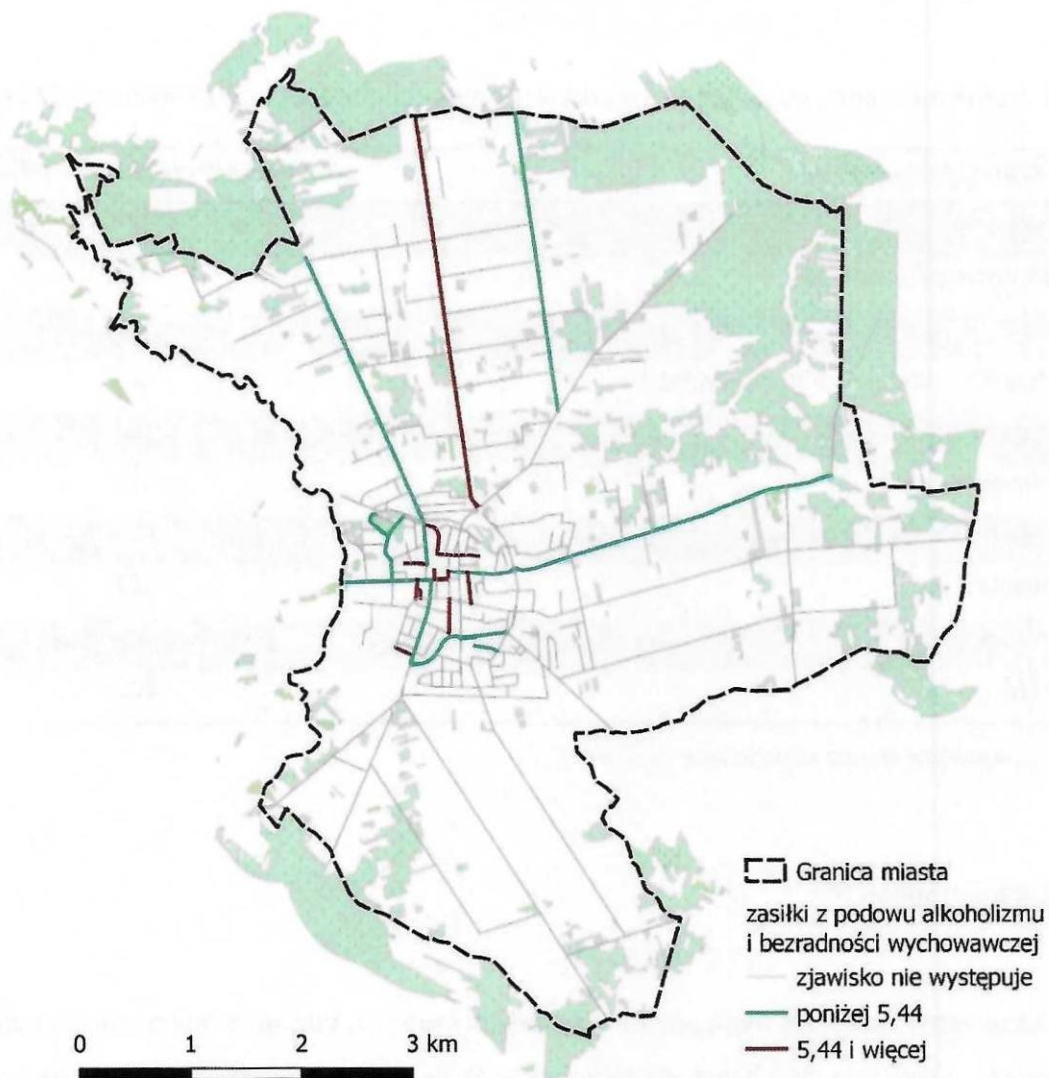 Granica miasta
zasiłki z podowu alkoholizmu
i bezradności wychowawczej
zjawisko nie występuje
poniżej 5,44
5,44 i więcej
0 1 2 3 km